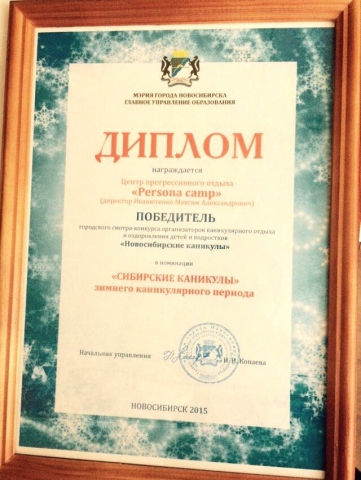 МЭРИЯ ГОРОДА НОВОСИБИРСКА
ГЛАВНОЕ УПРАВЛЕНИЕ ОБРАЗОВАНИЯ
ДИПЛОМ
награждается
Центр прогрессивного отдыха
«Persona camp»
(директор Иванютенко Максим Александрович)
ПОБЕДИТЕЛЬ
городского смотра-конкурса организаторов каникулярного отдыха
и оздоровления детей и подростков
«Новосибирские каникулы»
в номинации
«СИБИРСКИЕ КАНИКУЛЫ»
зимнего каникулярного периода
Начальник управления
Н.Н. Копаева
НОВОСИБИРСК 2015